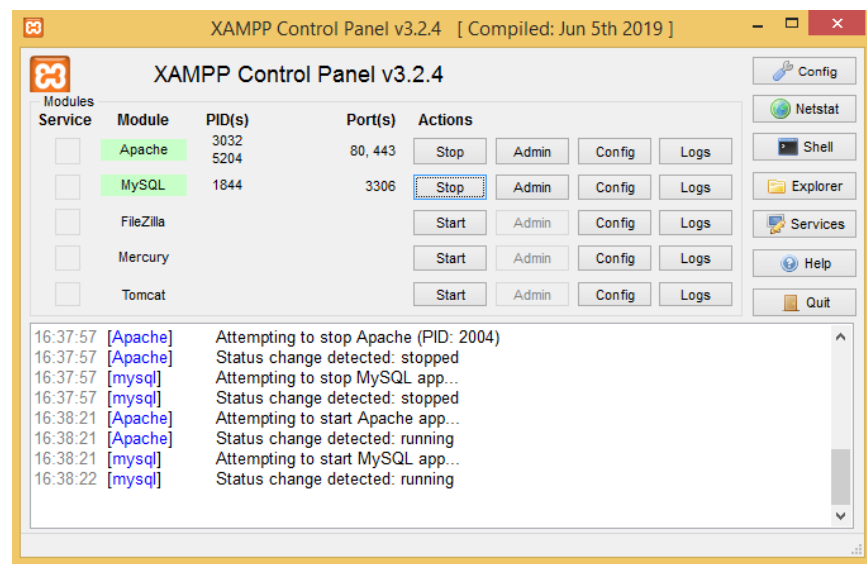 XAMPP Control Panel v3.2.4 [ Compiled: Jun 5th 2019 ]
XAMPP Control Panel v3.2.4
Config
Modules
Service Module PID(s) Port(s) Actions
Netstat
Apache 3032 5204 80, 443 Stop Admin Config Logs
Shell
MySQL 1844 3306 Stop Admin Config Logs
Explorer
FileZilla Start Admin Config Logs
Services
Mercury Start Admin Config Logs
Help
Tomcat Start Admin Config Logs
Quit
16:37:57 [Apache] Attempting to stop Apache (PID: 2004)
16:37:57 [Apache] Status change detected: stopped
16:37:57 [mysql] Attempting to stop MySQL app...
16:37:57 [mysql] Status change detected: stopped
16:38:21 [Apache] Attempting to start Apache app...
16:38:21 [Apache] Status change detected: running
16:38:21 [mysql] Attempting to start MySQL app...
16:38:22 [mysql] Status change detected: running